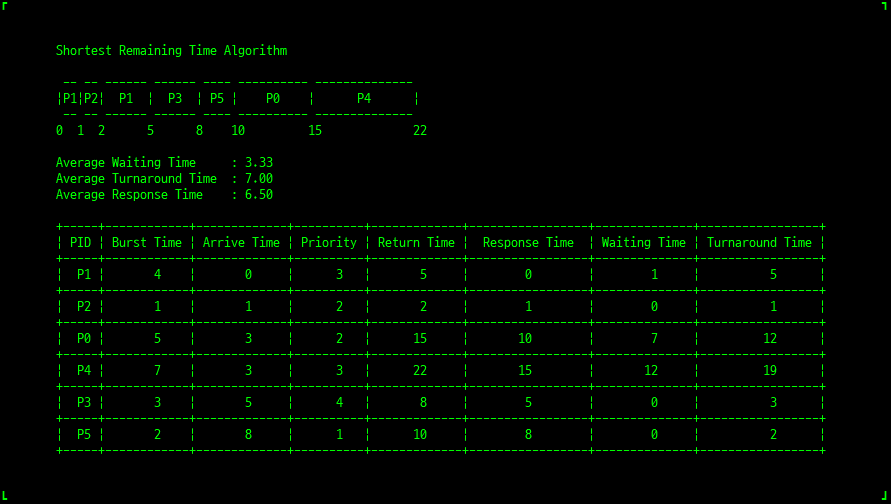 Shortest Remaining Time Algorithm
 -- -- ------ ------ ---- ---------- --------------
¦P1¦P2¦  P1  ¦  P3  ¦ P5 ¦    P0    ¦      P4      ¦
 -- -- ------ ------ ---- ---------- --------------
0  1  2      5      8    10         15             22
Average Waiting Time     : 3.33
Average Turnaround Time  : 7.00
Average Response Time    : 6.50
+-----+------------+-------------+----------+-------------+-----------------+--------------+-----------------+
¦ PID ¦ Burst Time ¦ Arrive Time ¦ Priority ¦ Return Time ¦  Response Time  ¦ Waiting Time ¦ Turnaround Time ¦
+-----+------------+-------------+----------+-------------+-----------------+--------------+-----------------+
¦  P1 ¦       4    ¦       0     ¦      3   ¦       5     ¦        0        ¦        1     ¦          5      ¦
+-----+------------+-------------+----------+-------------+-----------------+--------------+-----------------+
¦  P2 ¦       1    ¦       1     ¦      2   ¦       2     ¦        1        ¦        0     ¦          1      ¦
+-----+------------+-------------+----------+-------------+-----------------+--------------+-----------------+
¦  P0 ¦       5    ¦       3     ¦      2   ¦      15     ¦       10        ¦        7     ¦         12      ¦
+-----+------------+-------------+----------+-------------+-----------------+--------------+-----------------+
¦  P4 ¦       7    ¦       3     ¦      3   ¦      22     ¦       15        ¦       12     ¦         19      ¦
+-----+------------+-------------+----------+-------------+-----------------+--------------+-----------------+
¦  P3 ¦       3    ¦       5     ¦      4   ¦       8     ¦        5        ¦        0     ¦          3      ¦
+-----+------------+-------------+----------+-------------+-----------------+--------------+-----------------+
¦  P5 ¦       2    ¦       8     ¦      1   ¦      10     ¦        8        ¦        0     ¦          2      ¦
+-----+------------+-------------+----------+-------------+-----------------+--------------+-----------------+